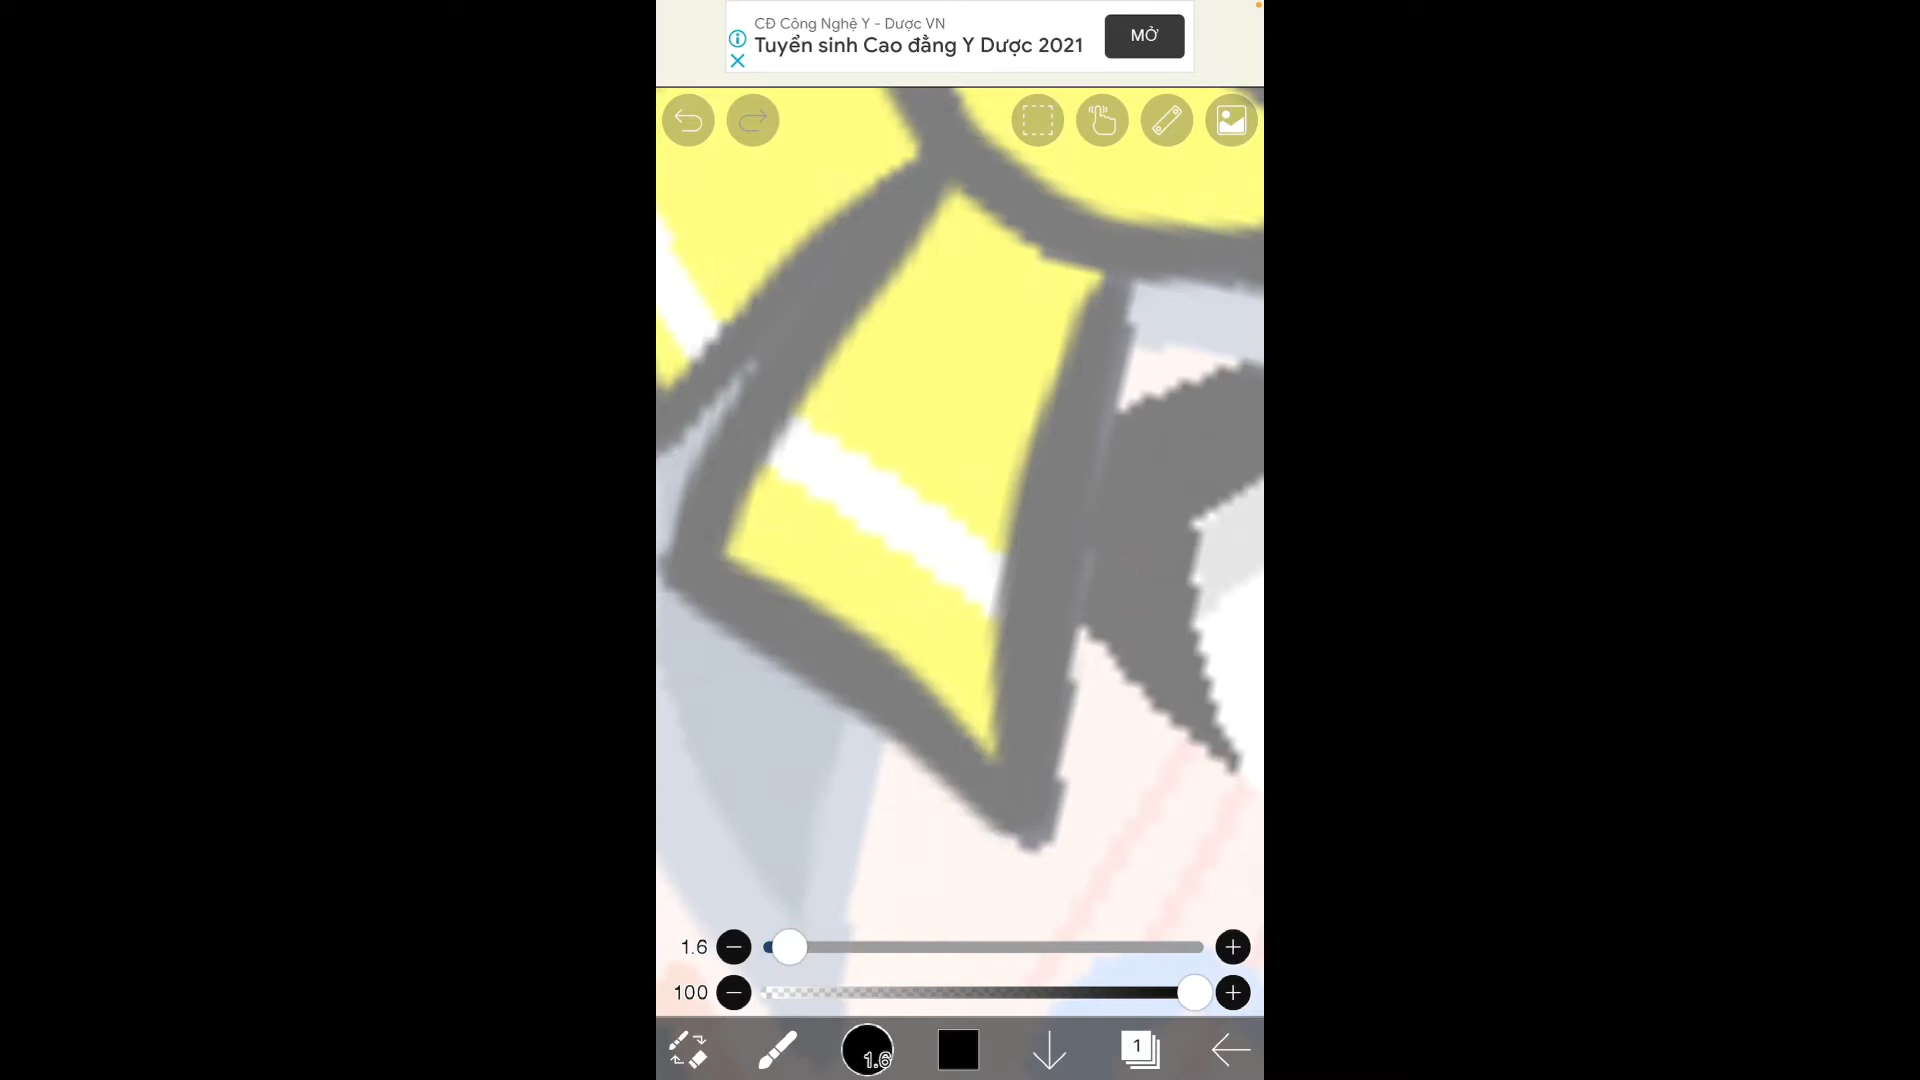 CĐ Công Nghệ Y - Dược VN
Tuyển sinh Cao đẳng Y Dược 2021
MỞ
1.6
100
1.6
1